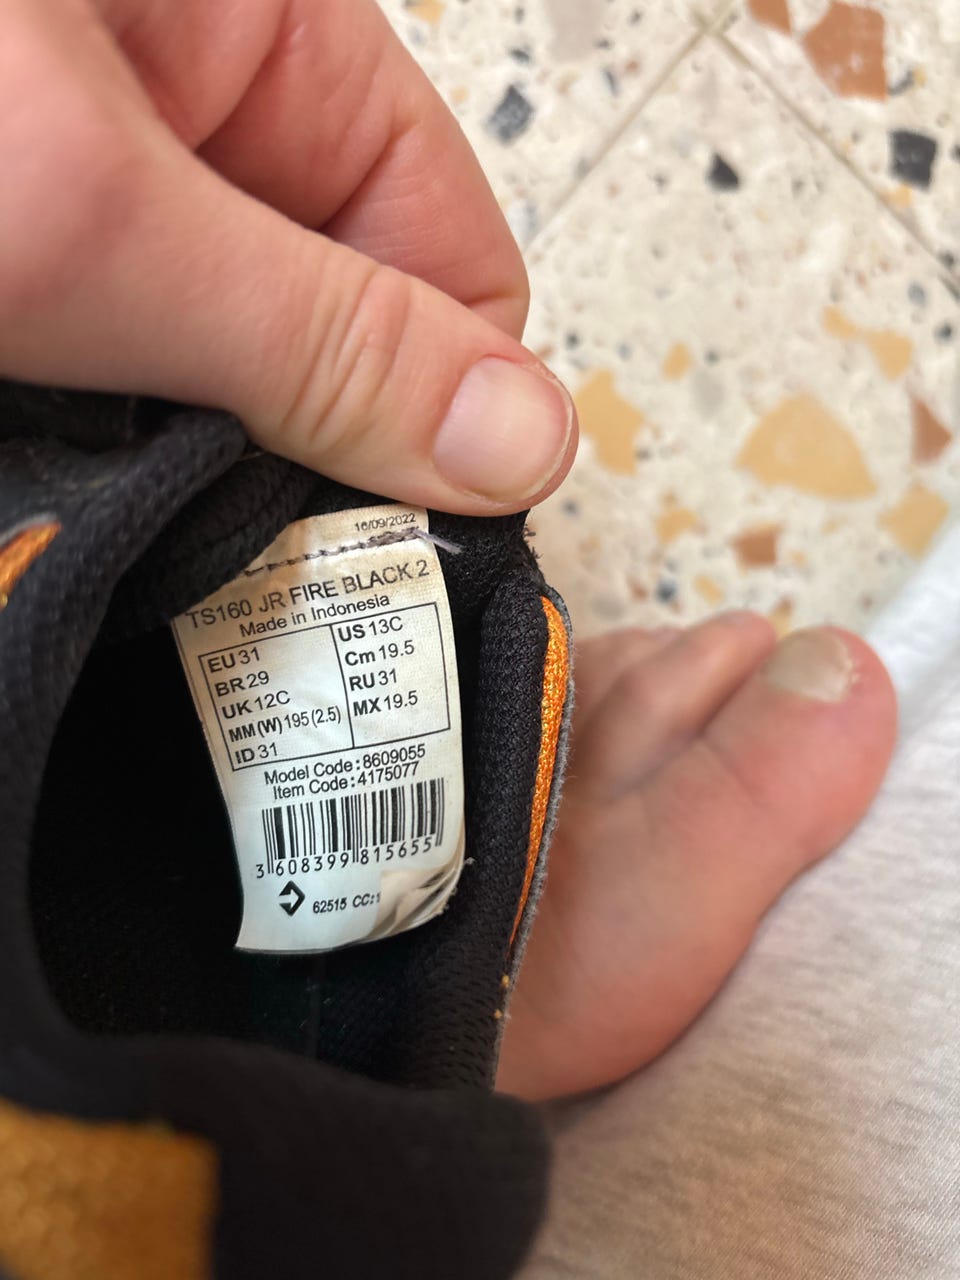 16/09/2022
TS160 JR FIRE BLACK 2
Made in Indonesia
EU 31
BR 29
UK 12C
MM (W) 195 (2.5)
ID 31
US 13C
Cm 19.5
RU 31
MX 19.5
Model Code : 8609055
Item Code : 4175077
3 608399 815655
62515 CC:1